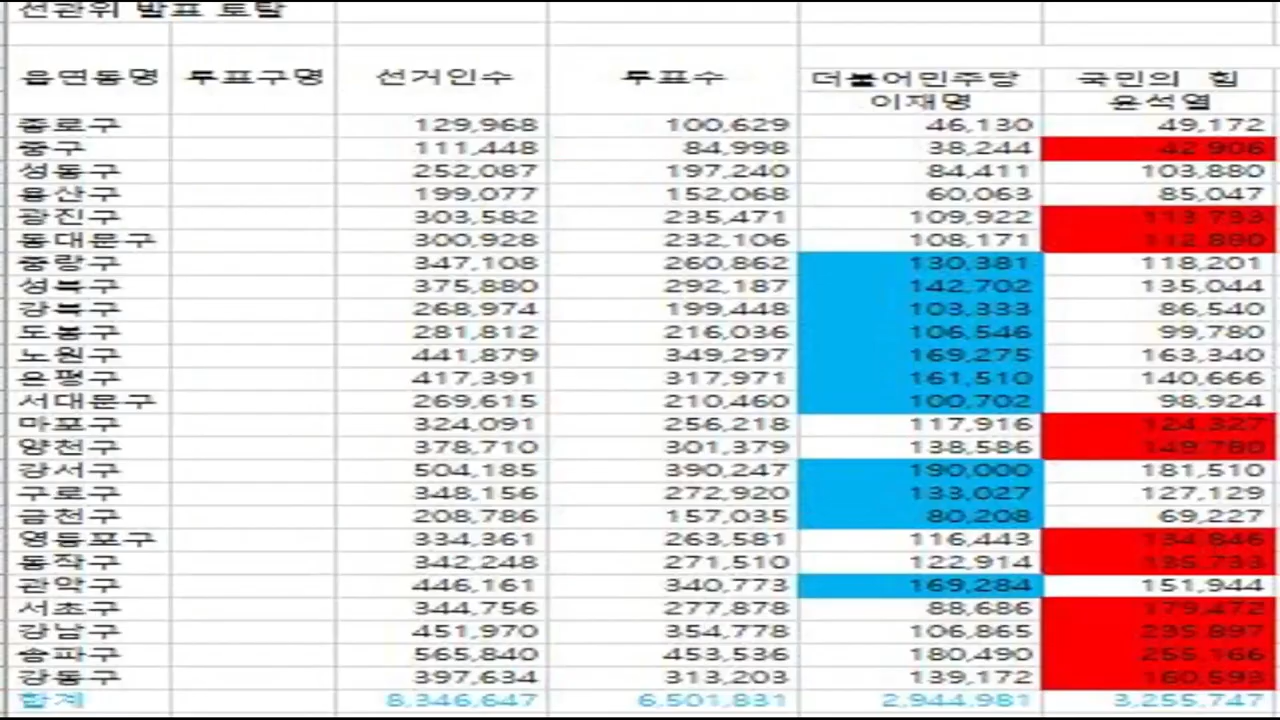 선관위 발표 토탈
읍면동명 투표구명 선거인수 투표수 더불어민주당 국민의 힘
이재명 윤석열
종로구 129,968 100,629 46,130 49,172
중구 111,448 84,998 38,244 42,906
성동구 252,087 197,240 84,411 103,880
용산구 199,077 152,068 60,063 85,047
광진구 303,582 235,471 109,922 113,733
동대문구 300,928 232,106 108,171 112,880
중랑구 347,108 260,862 130,381 118,201
성북구 375,880 292,187 142,702 135,044
강북구 268,974 199,448 103,333 86,540
도봉구 281,812 216,036 106,546 99,780
노원구 441,879 349,297 169,275 163,340
은평구 417,391 317,971 161,510 140,666
서대문구 269,615 210,460 100,702 98,924
마포구 324,091 256,218 117,916 124,327
양천구 378,710 301,379 138,586 149,780
강서구 504,185 390,247 190,000 181,510
구로구 348,156 272,920 133,027 127,129
금천구 208,786 157,035 80,208 69,227
영등포구 334,361 263,581 116,443 134,846
동작구 342,248 271,510 122,914 135,733
관악구 446,161 340,773 169,284 151,944
서초구 344,756 277,878 88,686 179,472
강남구 451,970 354,778 106,865 235,897
송파구 565,840 453,536 180,490 255,166
강동구 397,634 313,203 139,172 160,593
합계 8,346,647 6,501,831 2,944,981 3,255,747